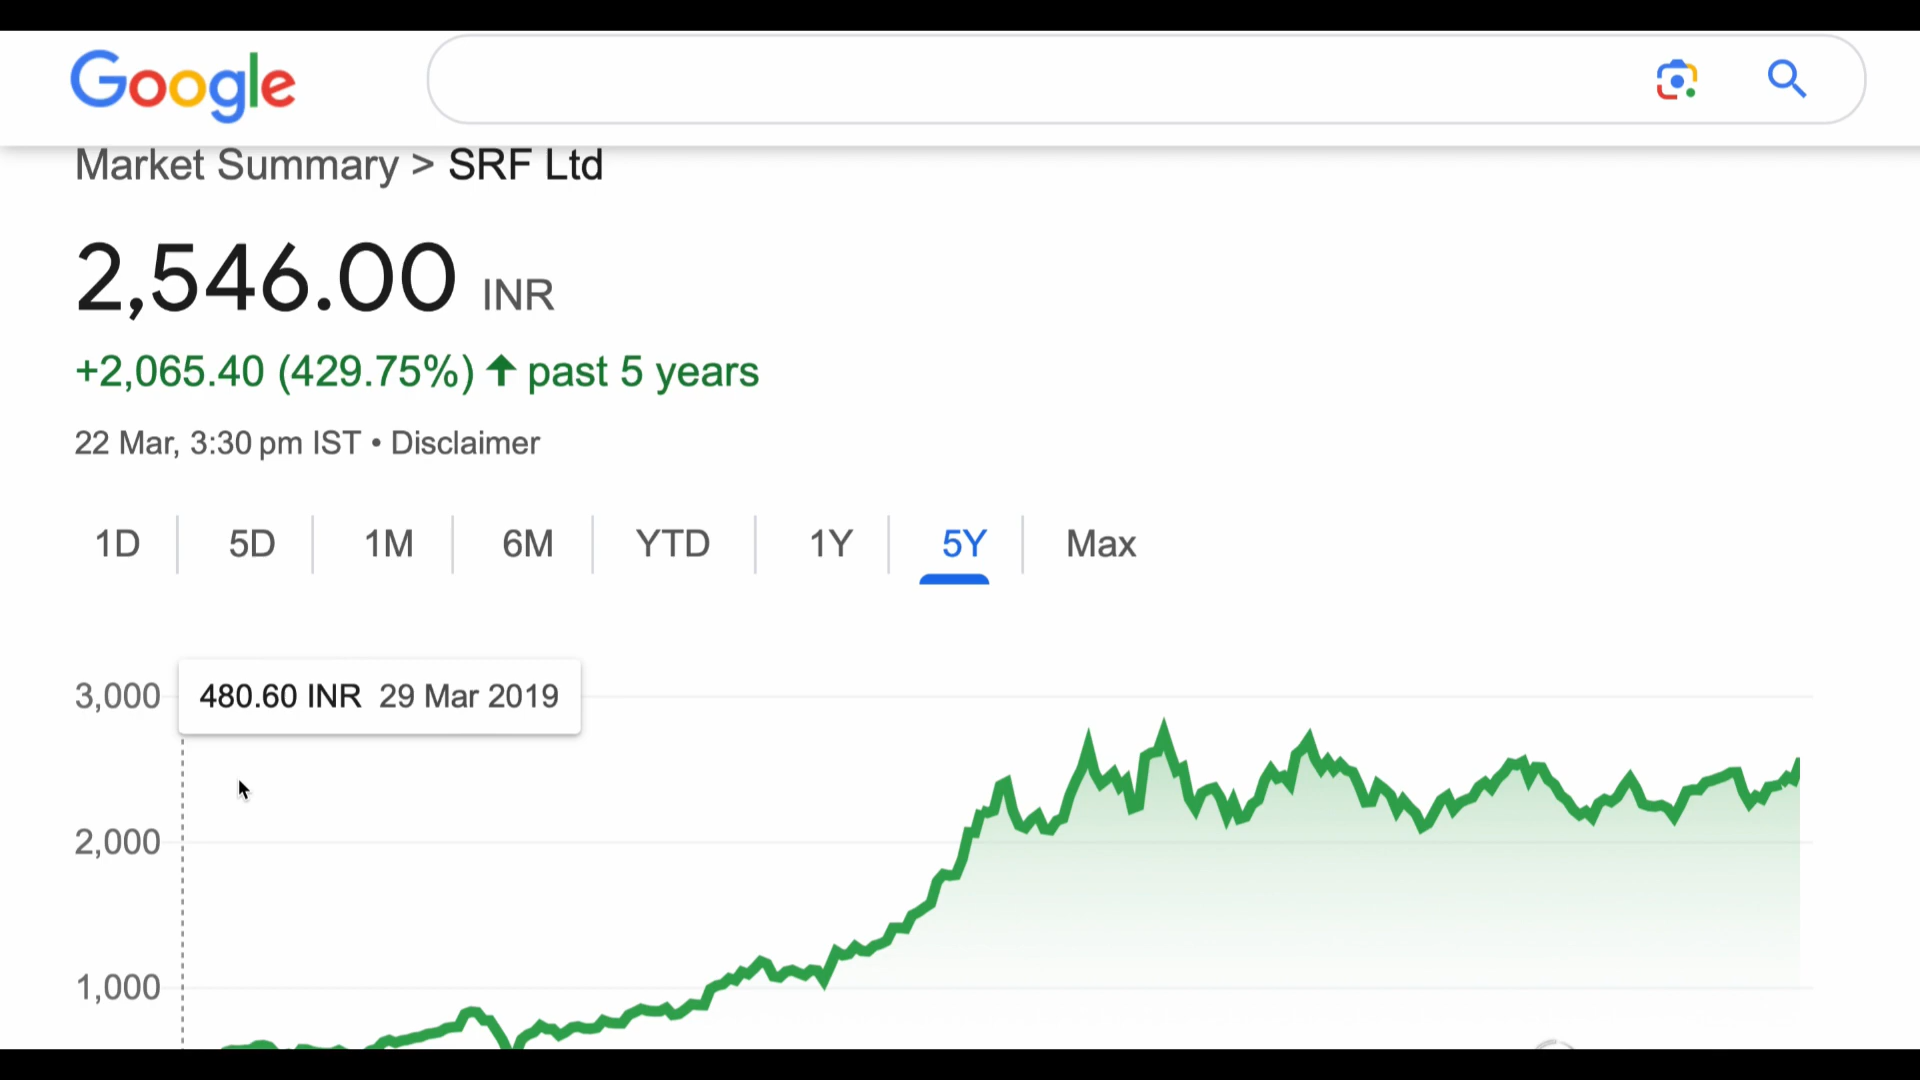 Google
Market Summary > SRF Ltd
2,546.00 INR
+2,065.40 (429.75%) ↑ past 5 years
22 Mar, 3:30 pm IST • Disclaimer
1D 5D 1M 6M YTD 1Y 5Y Max
3,000 480.60 INR 29 Mar 2019
2,000
1,000